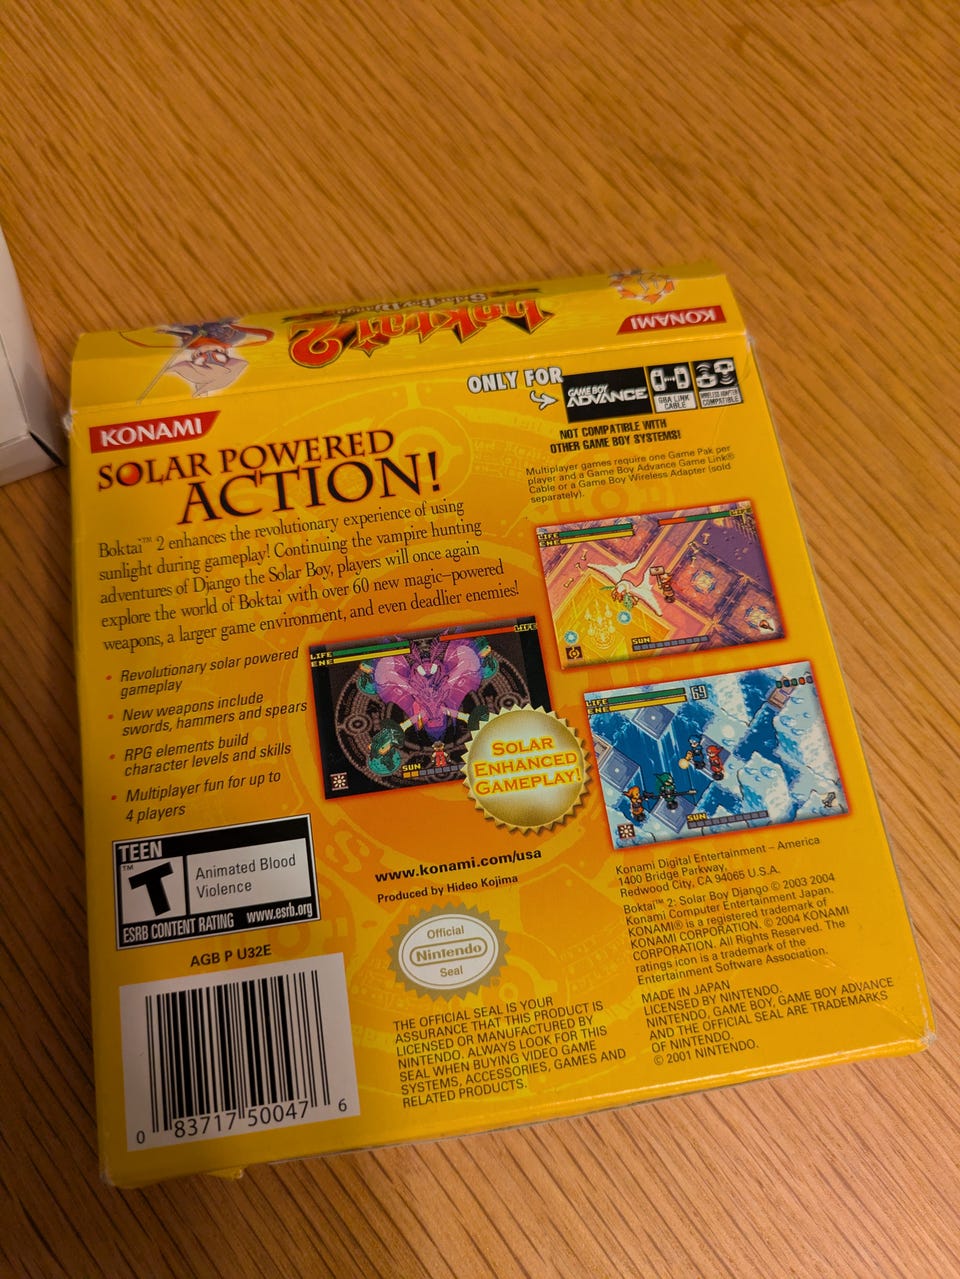 boktai 2
Solar Boy Django
KONAMI
ONLY FOR
GAME BOY
ADVANCE
GBA LINK
CABLE
WIRELESS ADAPTER
COMPATIBLE
NOT COMPATIBLE WITH
OTHER GAME BOY SYSTEMS!
Multiplayer games require one Game Pak per
player and a Game Boy Advance Game Link®
Cable or a Game Boy Wireless Adapter (sold
separately).
KONAMI
SOLAR POWERED
ACTION!
Boktai™ 2 enhances the revolutionary experience of using
sunlight during gameplay! Continuing the vampire hunting
adventures of Django the Solar Boy, players will once again
explore the world of Boktai with over 60 new magic–powered
weapons, a larger game environment, and even deadlier enemies!
• Revolutionary solar powered
gameplay
• New weapons include
swords, hammers and spears
• RPG elements build
character levels and skills
• Multiplayer fun for up to
4 players
LIFE
ENE
LIFE
SUN
LIFE
ENE
LIFE
SUN
LIFE
ENE
69
SUN
SOLAR
ENHANCED
GAMEPLAY!
TEEN
T
™
Animated Blood
Violence
ESRB CONTENT RATING www.esrb.org
www.konami.com/usa
Produced by Hideo Kojima
AGB P U32E
0 83717 50047 6
Official
Nintendo
Seal
THE OFFICIAL SEAL IS YOUR
ASSURANCE THAT THIS PRODUCT IS
LICENSED OR MANUFACTURED BY
NINTENDO. ALWAYS LOOK FOR THIS
SEAL WHEN BUYING VIDEO GAME
SYSTEMS, ACCESSORIES, GAMES AND
RELATED PRODUCTS.
Konami Digital Entertainment – America
1400 Bridge Parkway,
Redwood City, CA 94065 U.S.A.
Boktai™ 2: Solar Boy Django © 2003 2004
Konami Computer Entertainment Japan.
KONAMI® is a registered trademark of
KONAMI CORPORATION. © 2004 KONAMI
CORPORATION. All Rights Reserved. The
ratings icon is a trademark of the
Entertainment Software Association.
MADE IN JAPAN
LICENSED BY NINTENDO.
NINTENDO, GAME BOY, GAME BOY ADVANCE
AND THE OFFICIAL SEAL ARE TRADEMARKS
OF NINTENDO.
© 2001 NINTENDO.